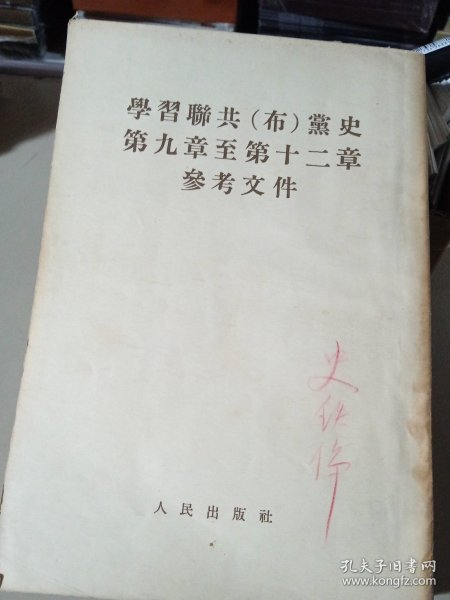 學習聯共（布）黨史
第九章至第十二章
參考文件
史
人民出版社
孔夫子旧书网
www.kongfz.com